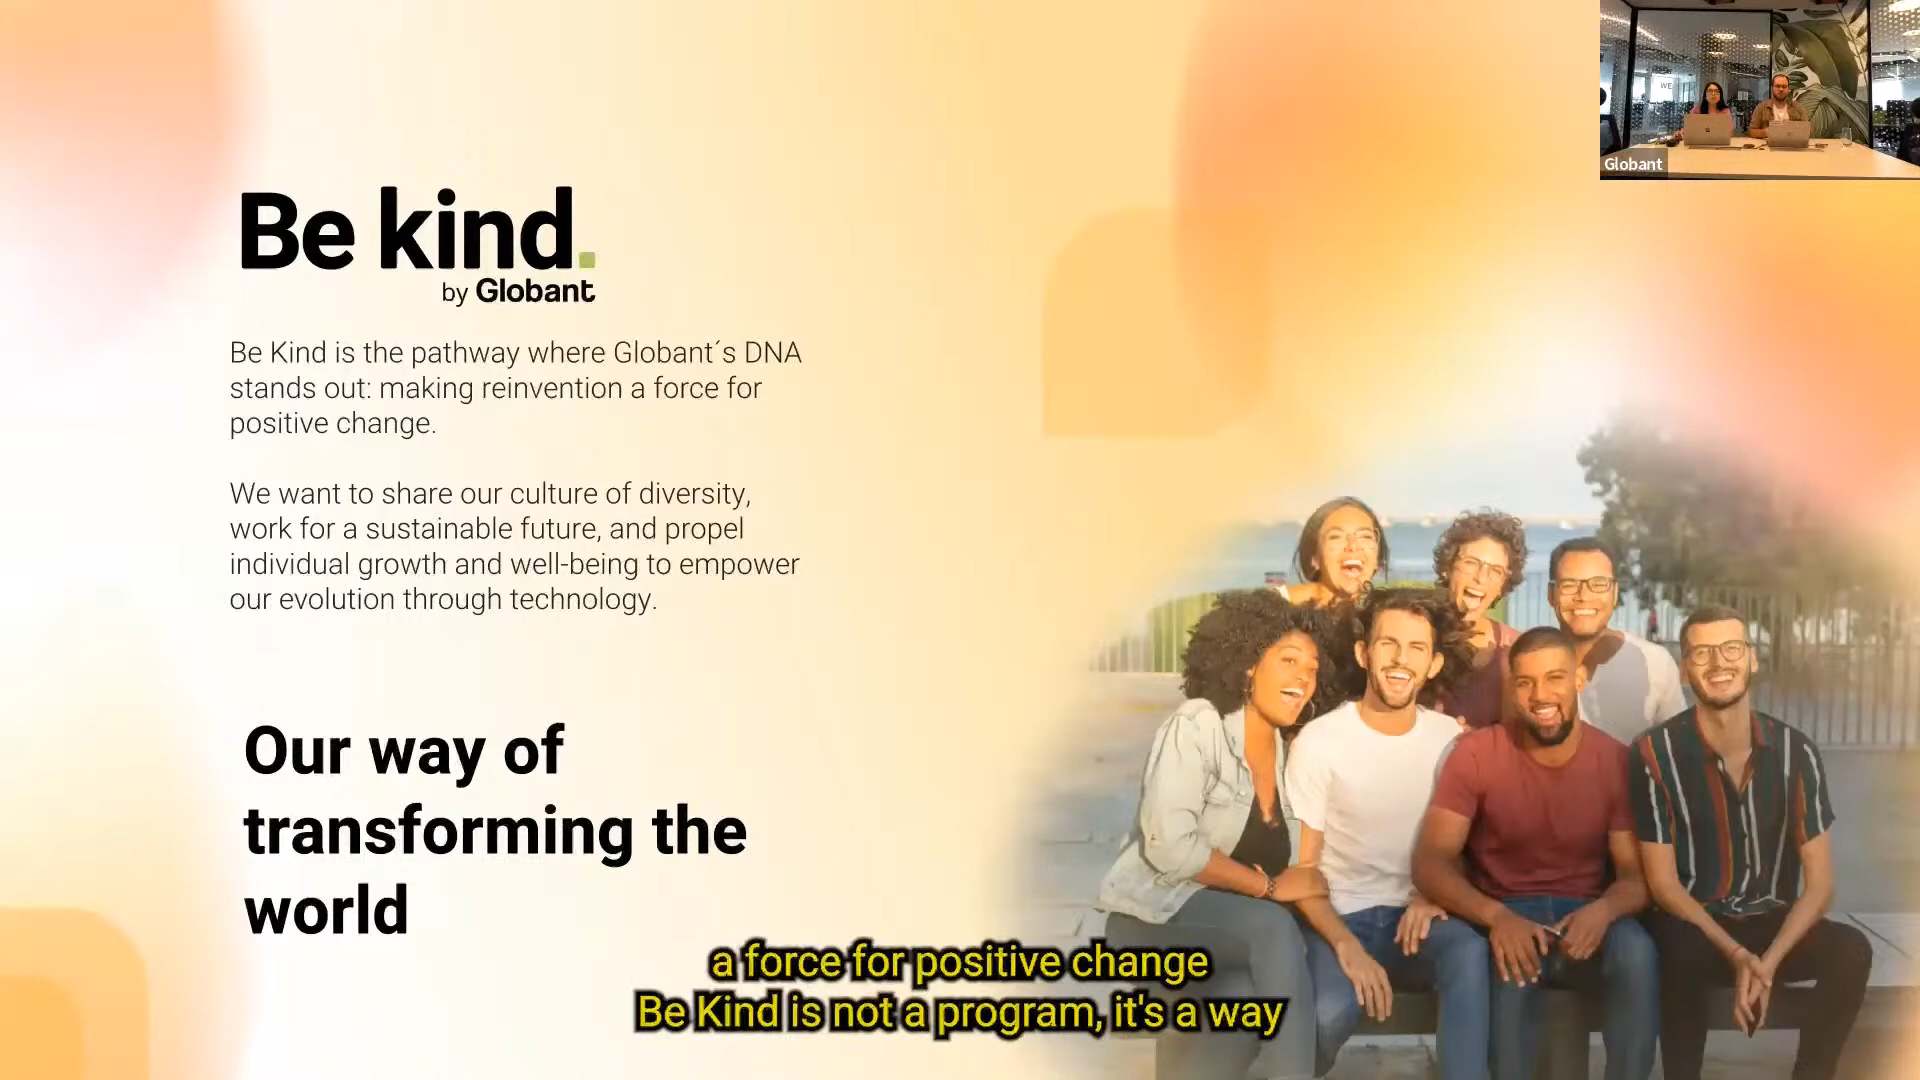 Be kind.
by Globant
Be Kind is the pathway where Globant´s DNA
stands out: making reinvention a force for
positive change.
We want to share our culture of diversity,
work for a sustainable future, and propel
individual growth and well-being to empower
our evolution through technology.
Our way of
transforming the
world
WE
Globant
a force for positive change
Be Kind is not a program, it's a way